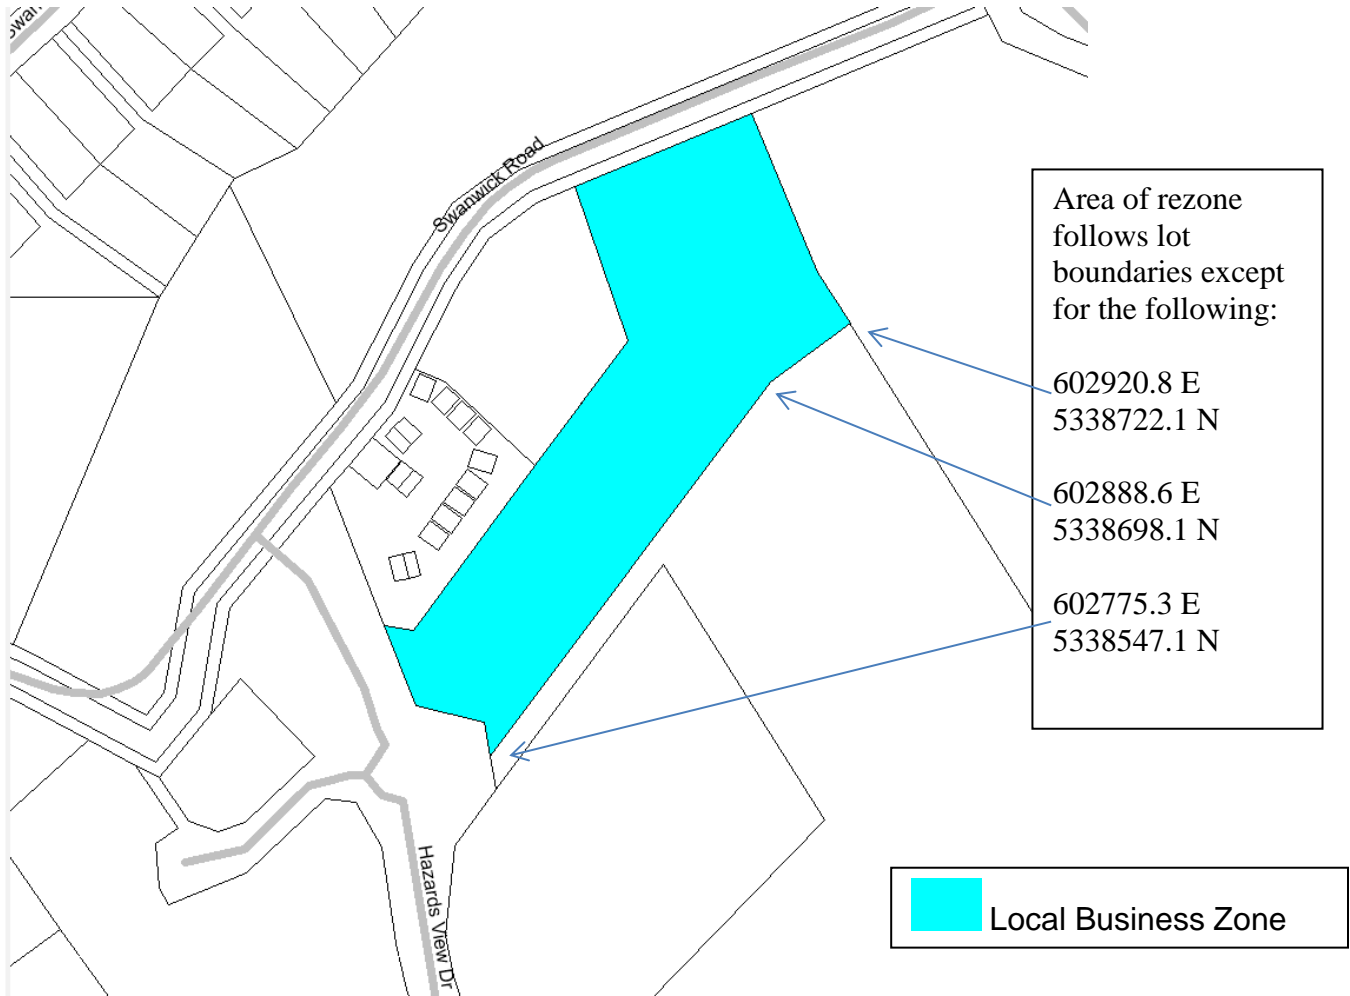 Swan
Swanwick Road
Area of rezone
follows lot
boundaries except
for the following:
602920.8 E
5338722.1 N
602888.6 E
5338698.1 N
602775.3 E
5338547.1 N
Hazards View Dr
Local Business Zone